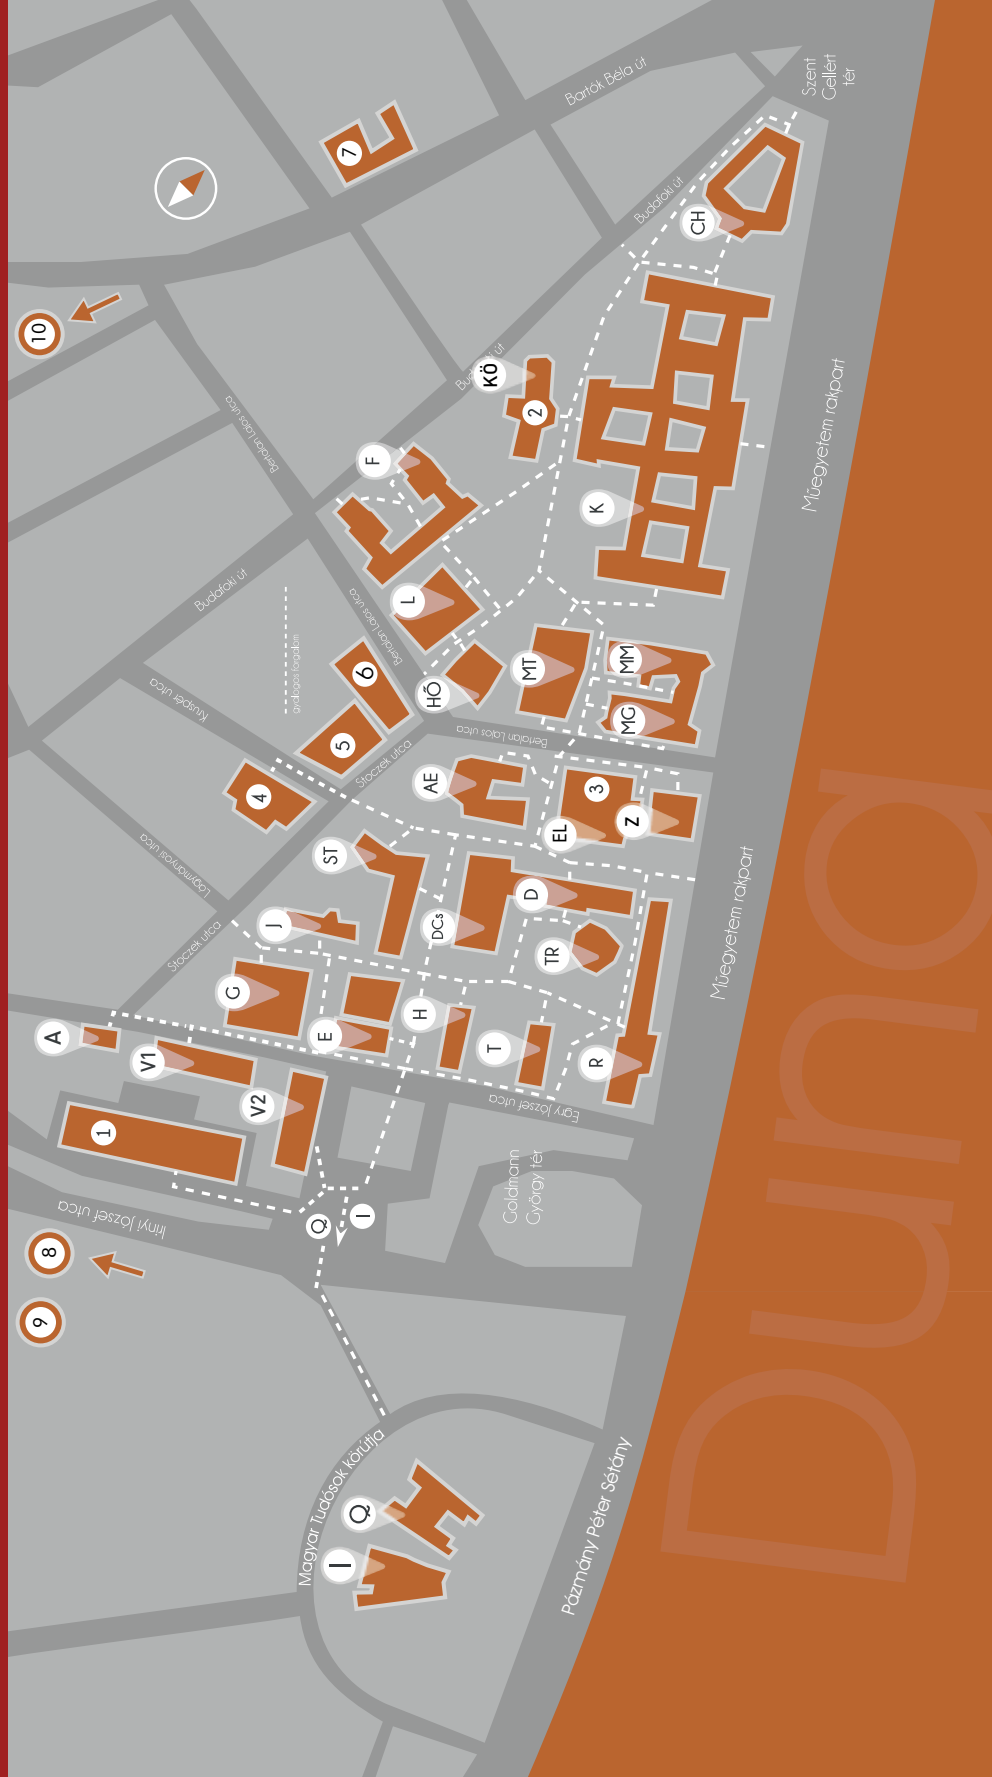 Szent
Gellért
tér
Bartók Béla út
7
Budafoki út
CH
10
Budafoki út
KÖ
2
Bertalan Lajos utca
F
K
Műegyetem rakpart
Budafoki út
gyalogos forgalom
Bertalan Lajos utca
L
6
5
HŐ
MT
MM
MG
Kruspér utca
Stoczek utca
Bertalan Lajos utca
4
AE
3
EL
Z
Lágymányosi utca
ST
J
DCs
D
TR
Stoczek utca
Műegyetem rakpart
G
E
H
T
R
A
V1
V2
1
Egry József utca
Goldmann
György tér
Irinyi József utca
Q
I
8
9
Magyar Tudósok körútja
Q
I
Pázmány Péter Sétány
Duna